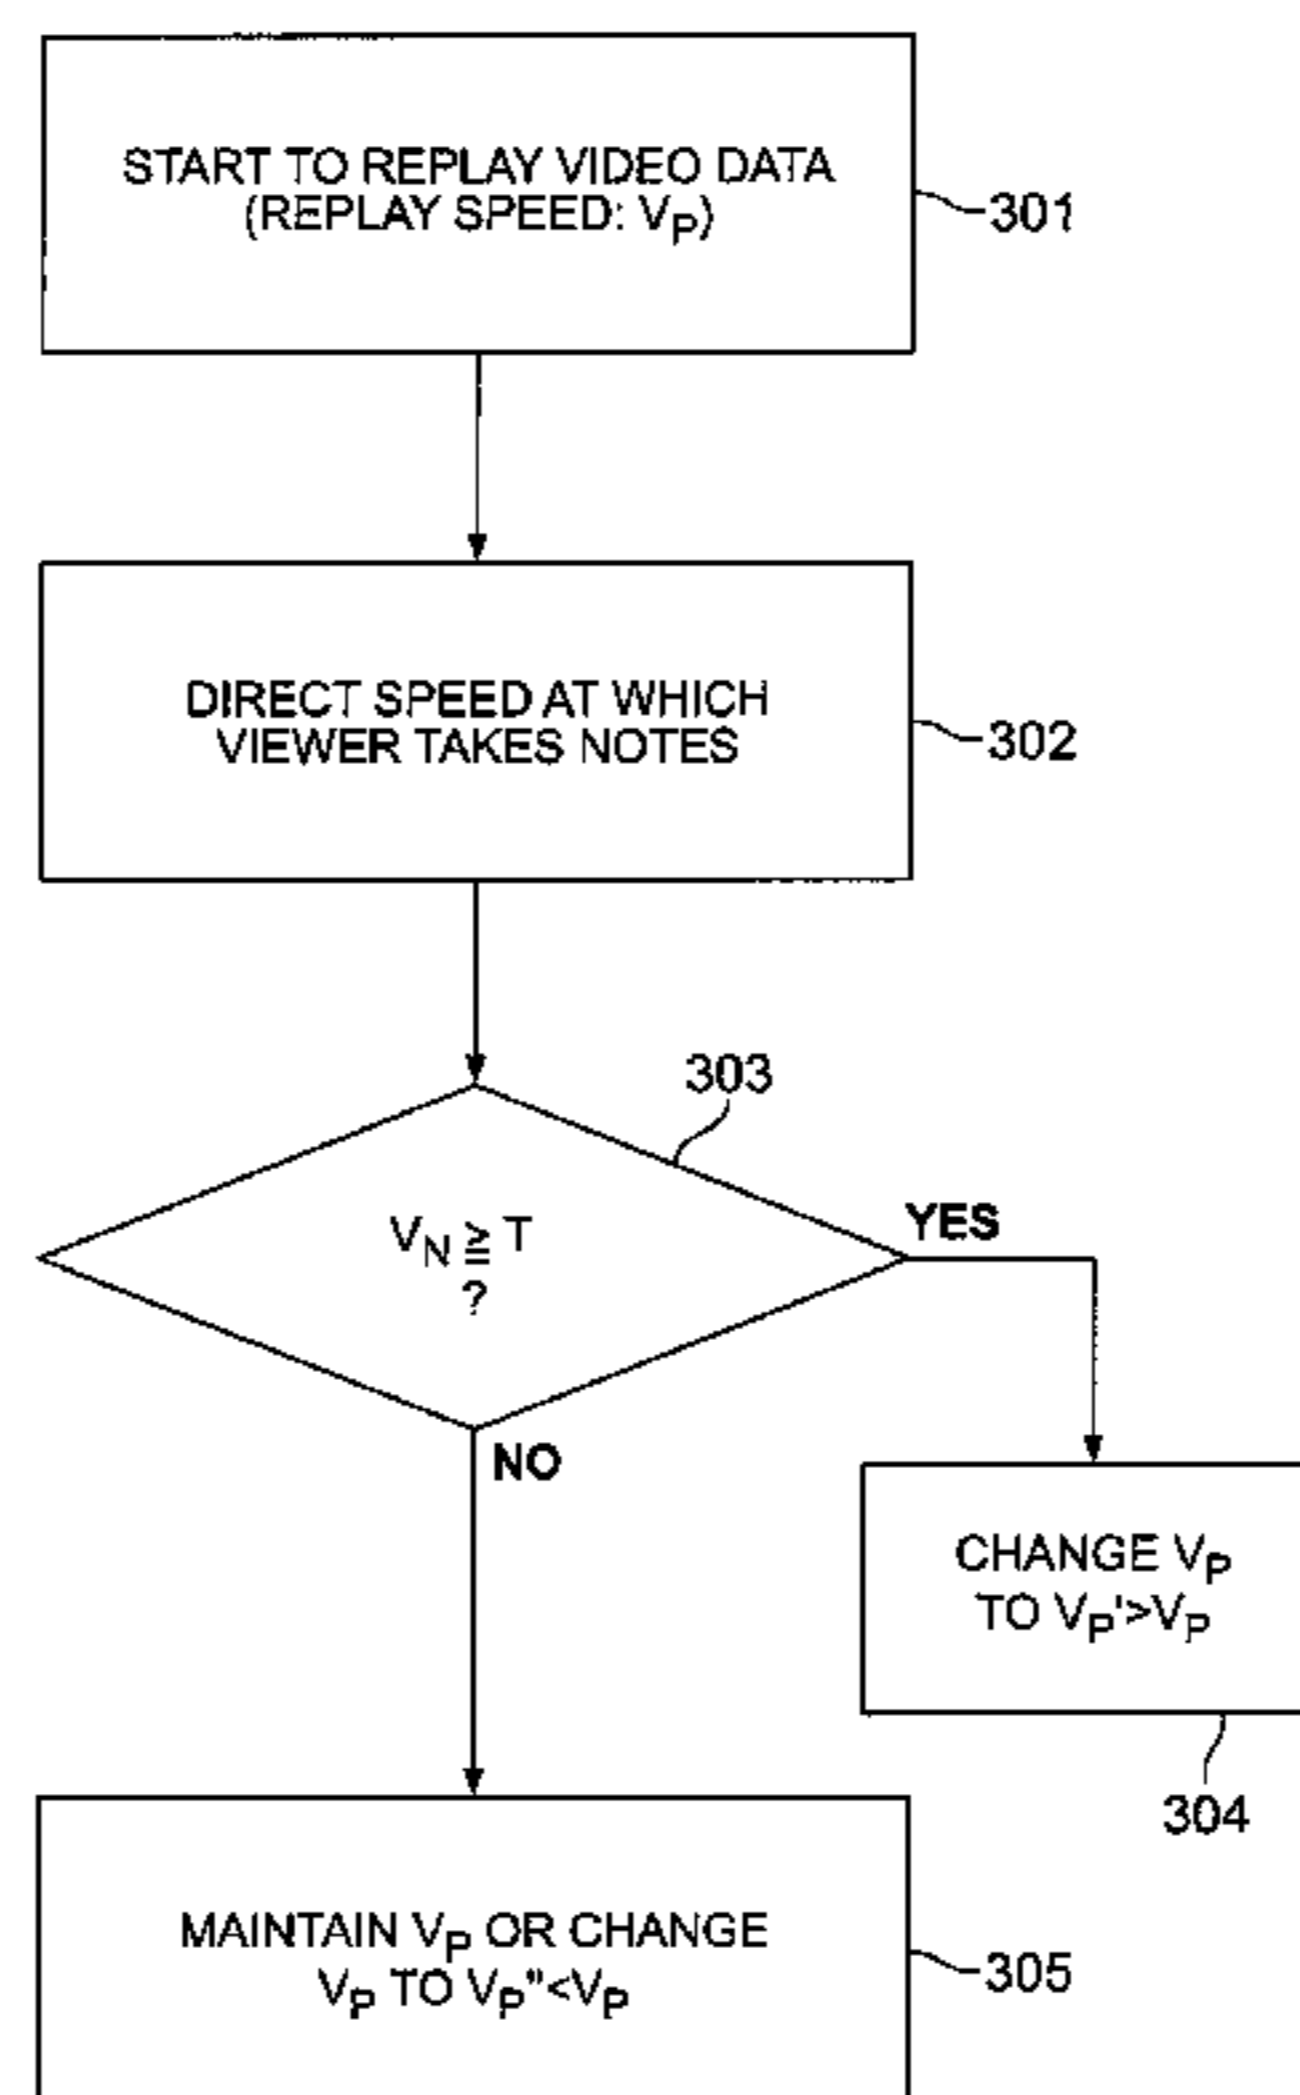 START TO REPLAY VIDEO DATA
(REPLAY SPEED: VP)
301
DIRECT SPEED AT WHICH
VIEWER TAKES NOTES
302
303
VN ≧ T
?
YES
NO
CHANGE VP
TO VP'>VP
304
MAINTAIN VP OR CHANGE
VP TO VP"<VP
305